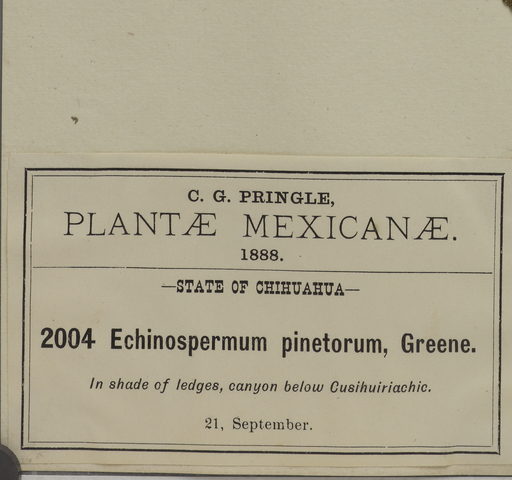 C. G. PRINGLE,
PLANTÆ MEXICANÆ.
1888.
—STATE OF CHIHUAHUA—
2004 Echinospermum pinetorum, Greene.
In shade of ledges, canyon below Cusihuiriachic.
21, September.